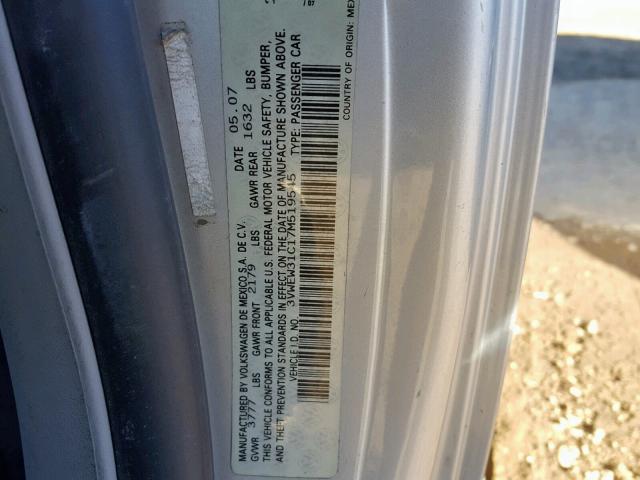 MANUFACTURED BY VOLKSWAGEN DE MEXICO S.A. DE C.V. DATE 05.07
GVWR 3777 LBS GAWR FRONT 2179 LBS GAWR REAR 1632 LBS
THIS VEHICLE CONFORMS TO ALL APPLICABLE U.S. FEDERAL MOTOR VEHICLE SAFETY, BUMPER,
AND THEFT PREVENTION STANDARDS IN EFFECT ON THE DATE OF MANUFACTURE SHOWN ABOVE.
VEHICLE I.D. NO. TYPE: PASSENGER CAR
COUNTRY OF ORIGIN: MEX